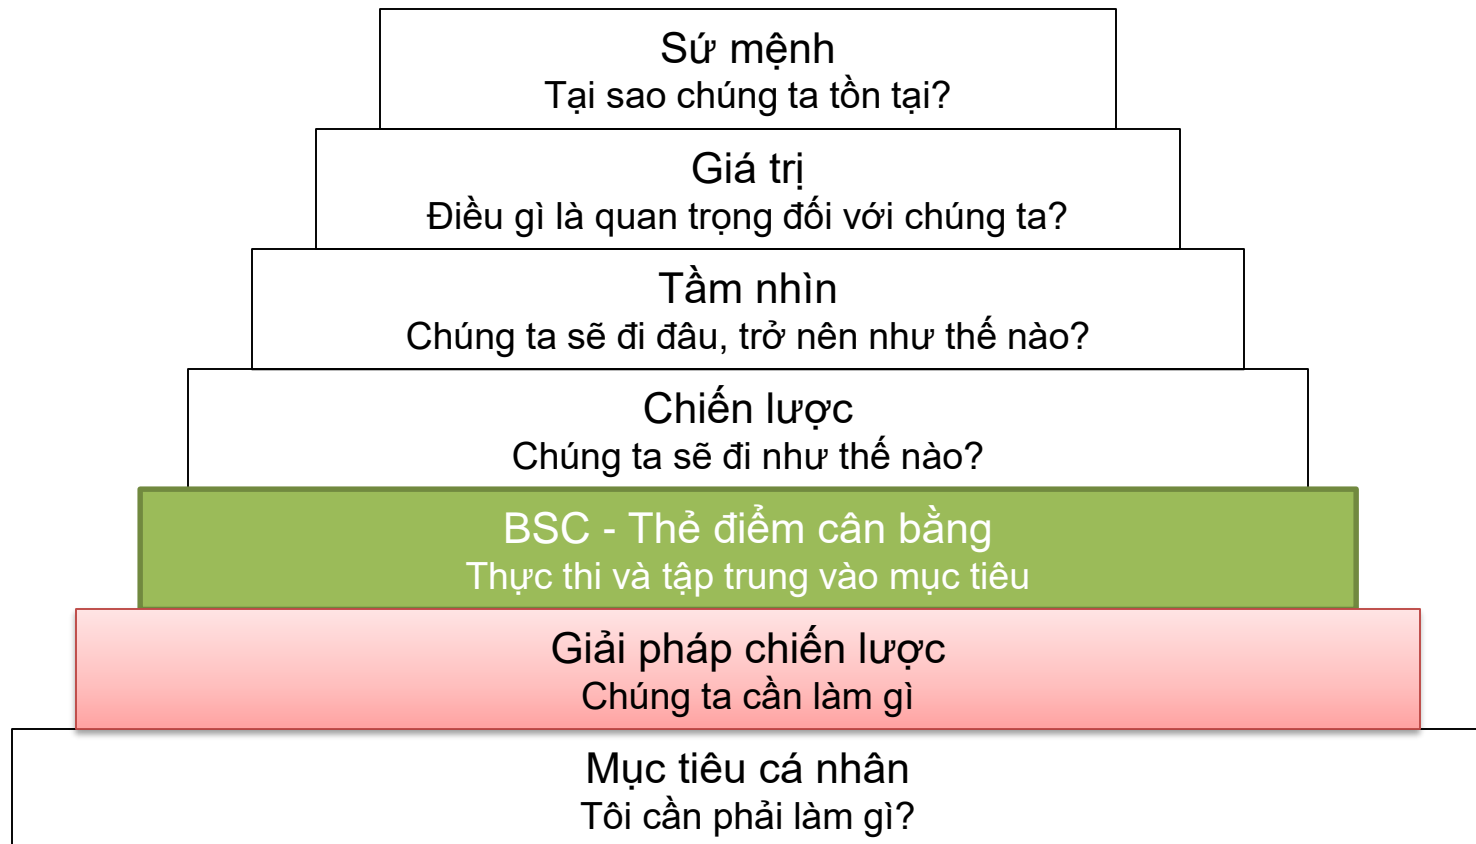 Sứ mệnh
Tại sao chúng ta tồn tại?
Giá trị
Điều gì là quan trọng đối với chúng ta?
Tầm nhìn
Chúng ta sẽ đi đâu, trở nên như thế nào?
Chiến lược
Chúng ta sẽ đi như thế nào?
BSC - Thẻ điểm cân bằng
Thực thi và tập trung vào mục tiêu
Giải pháp chiến lược
Chúng ta cần làm gì
Mục tiêu cá nhân
Tôi cần phải làm gì?